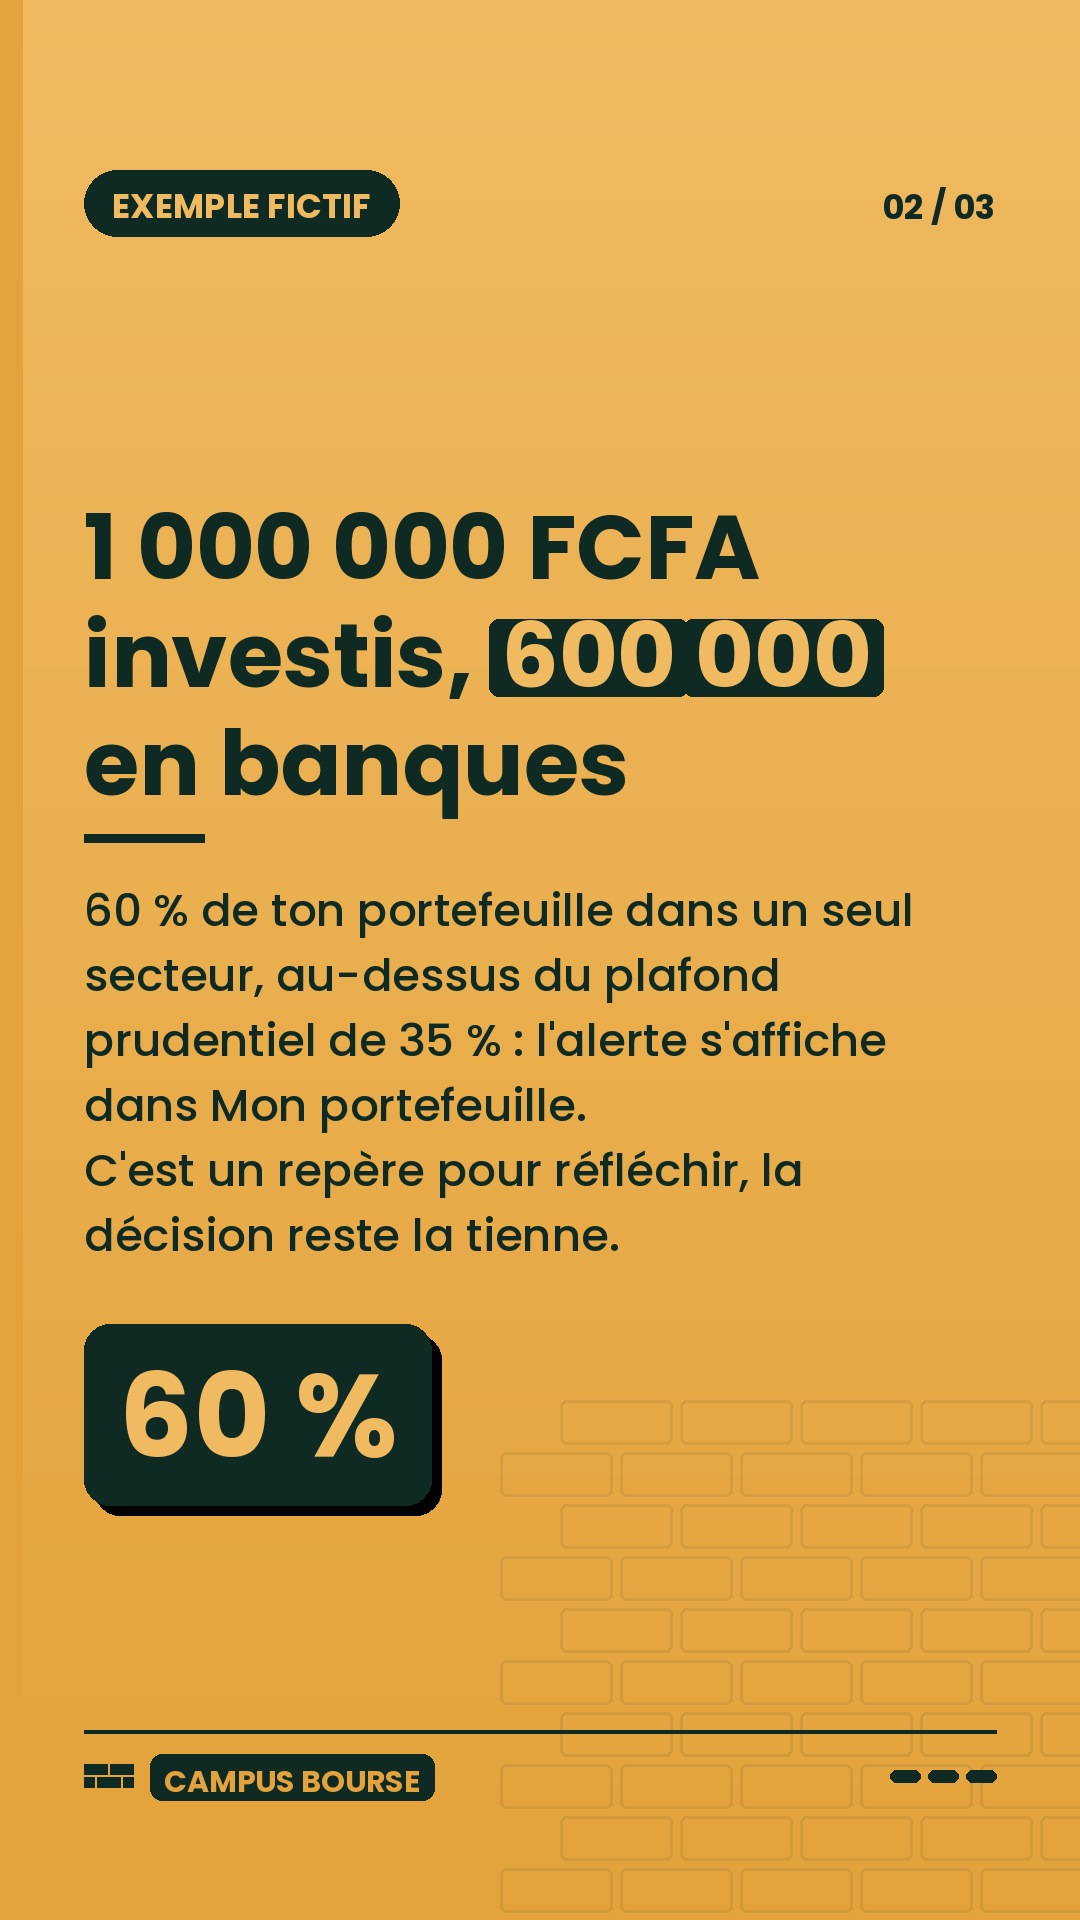 EXEMPLE FICTIF
02 / 03
1 000 000 FCFA
investis, 600 000
en banques
60 % de ton portefeuille dans un seul
secteur, au-dessus du plafond
prudentiel de 35 % : l'alerte s'affiche
dans Mon portefeuille.
C'est un repère pour réfléchir, la
décision reste la tienne.
60 %
CAMPUS BOURSE